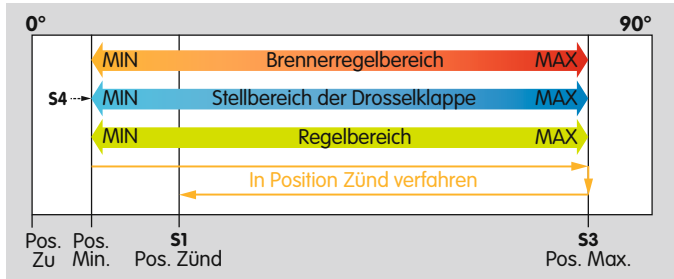 0° 90°
MIN Brennerregelbereich MAX
S4 MIN Stellbereich der Drosselklappe MAX
MIN Regelbereich MAX
In Position Zünd verfahren
Pos. Pos. S1 S3
Zu Min. Pos. Zünd Pos. Max.